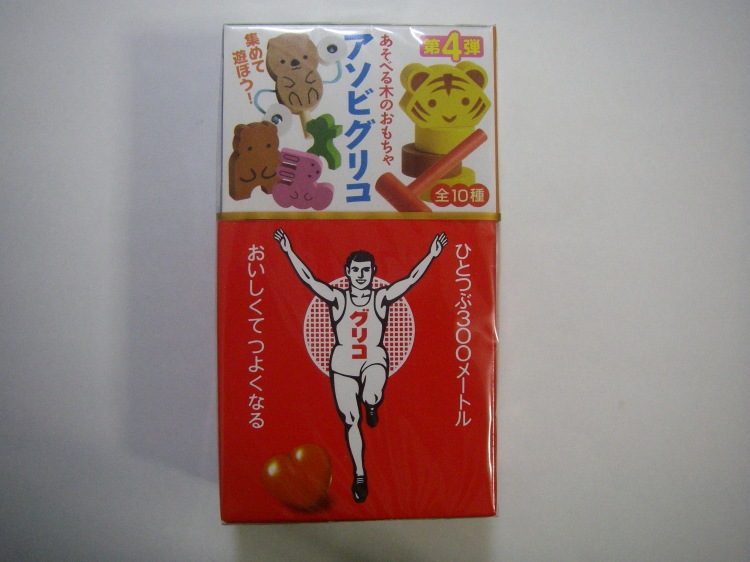 第4弾
あそべる木のおもちゃ
アソビグリコ
集めて
遊ぼう!
全10種
ひとつぶ300メートル
グリコ
おいしくてつよくなる